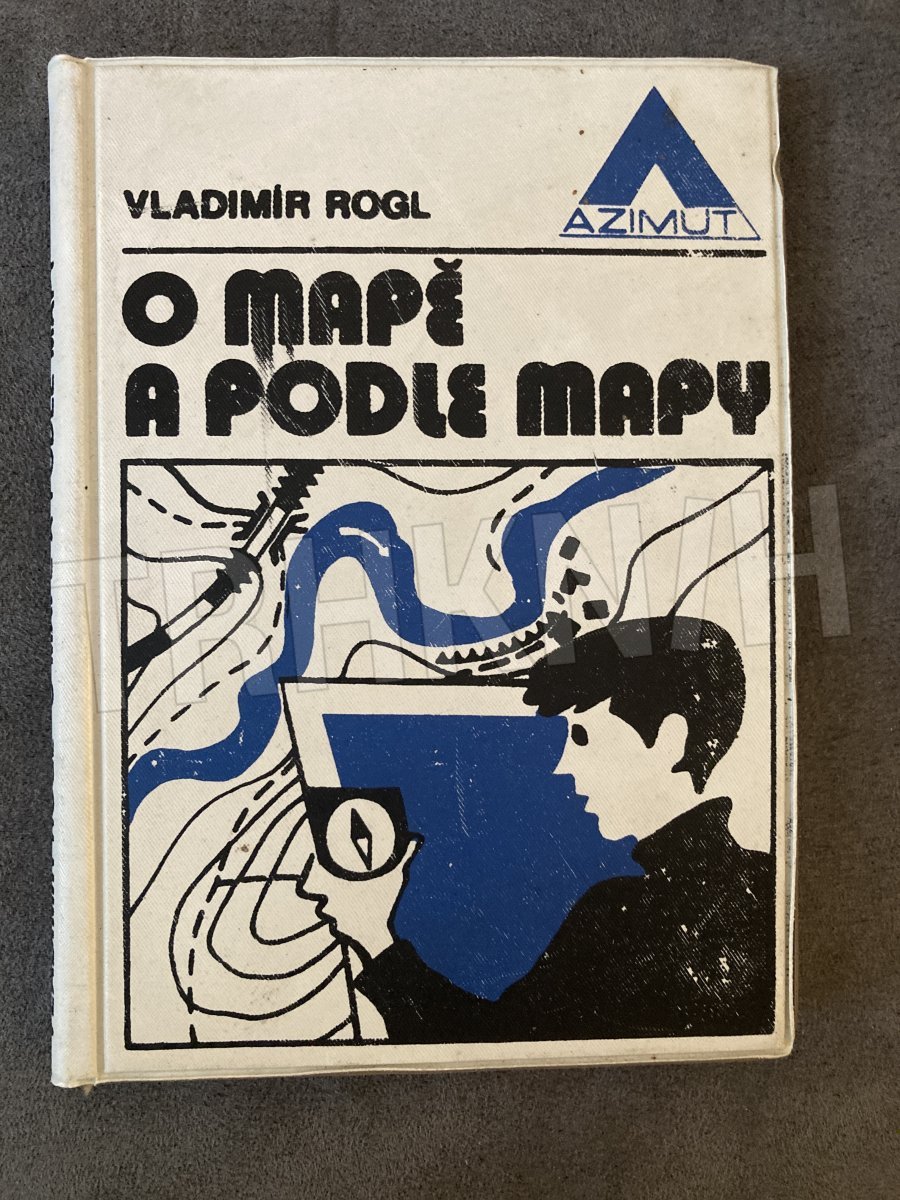 VLADIMÍR ROGL
AZIMUT
O MAPĚ
A PODLE MAPY